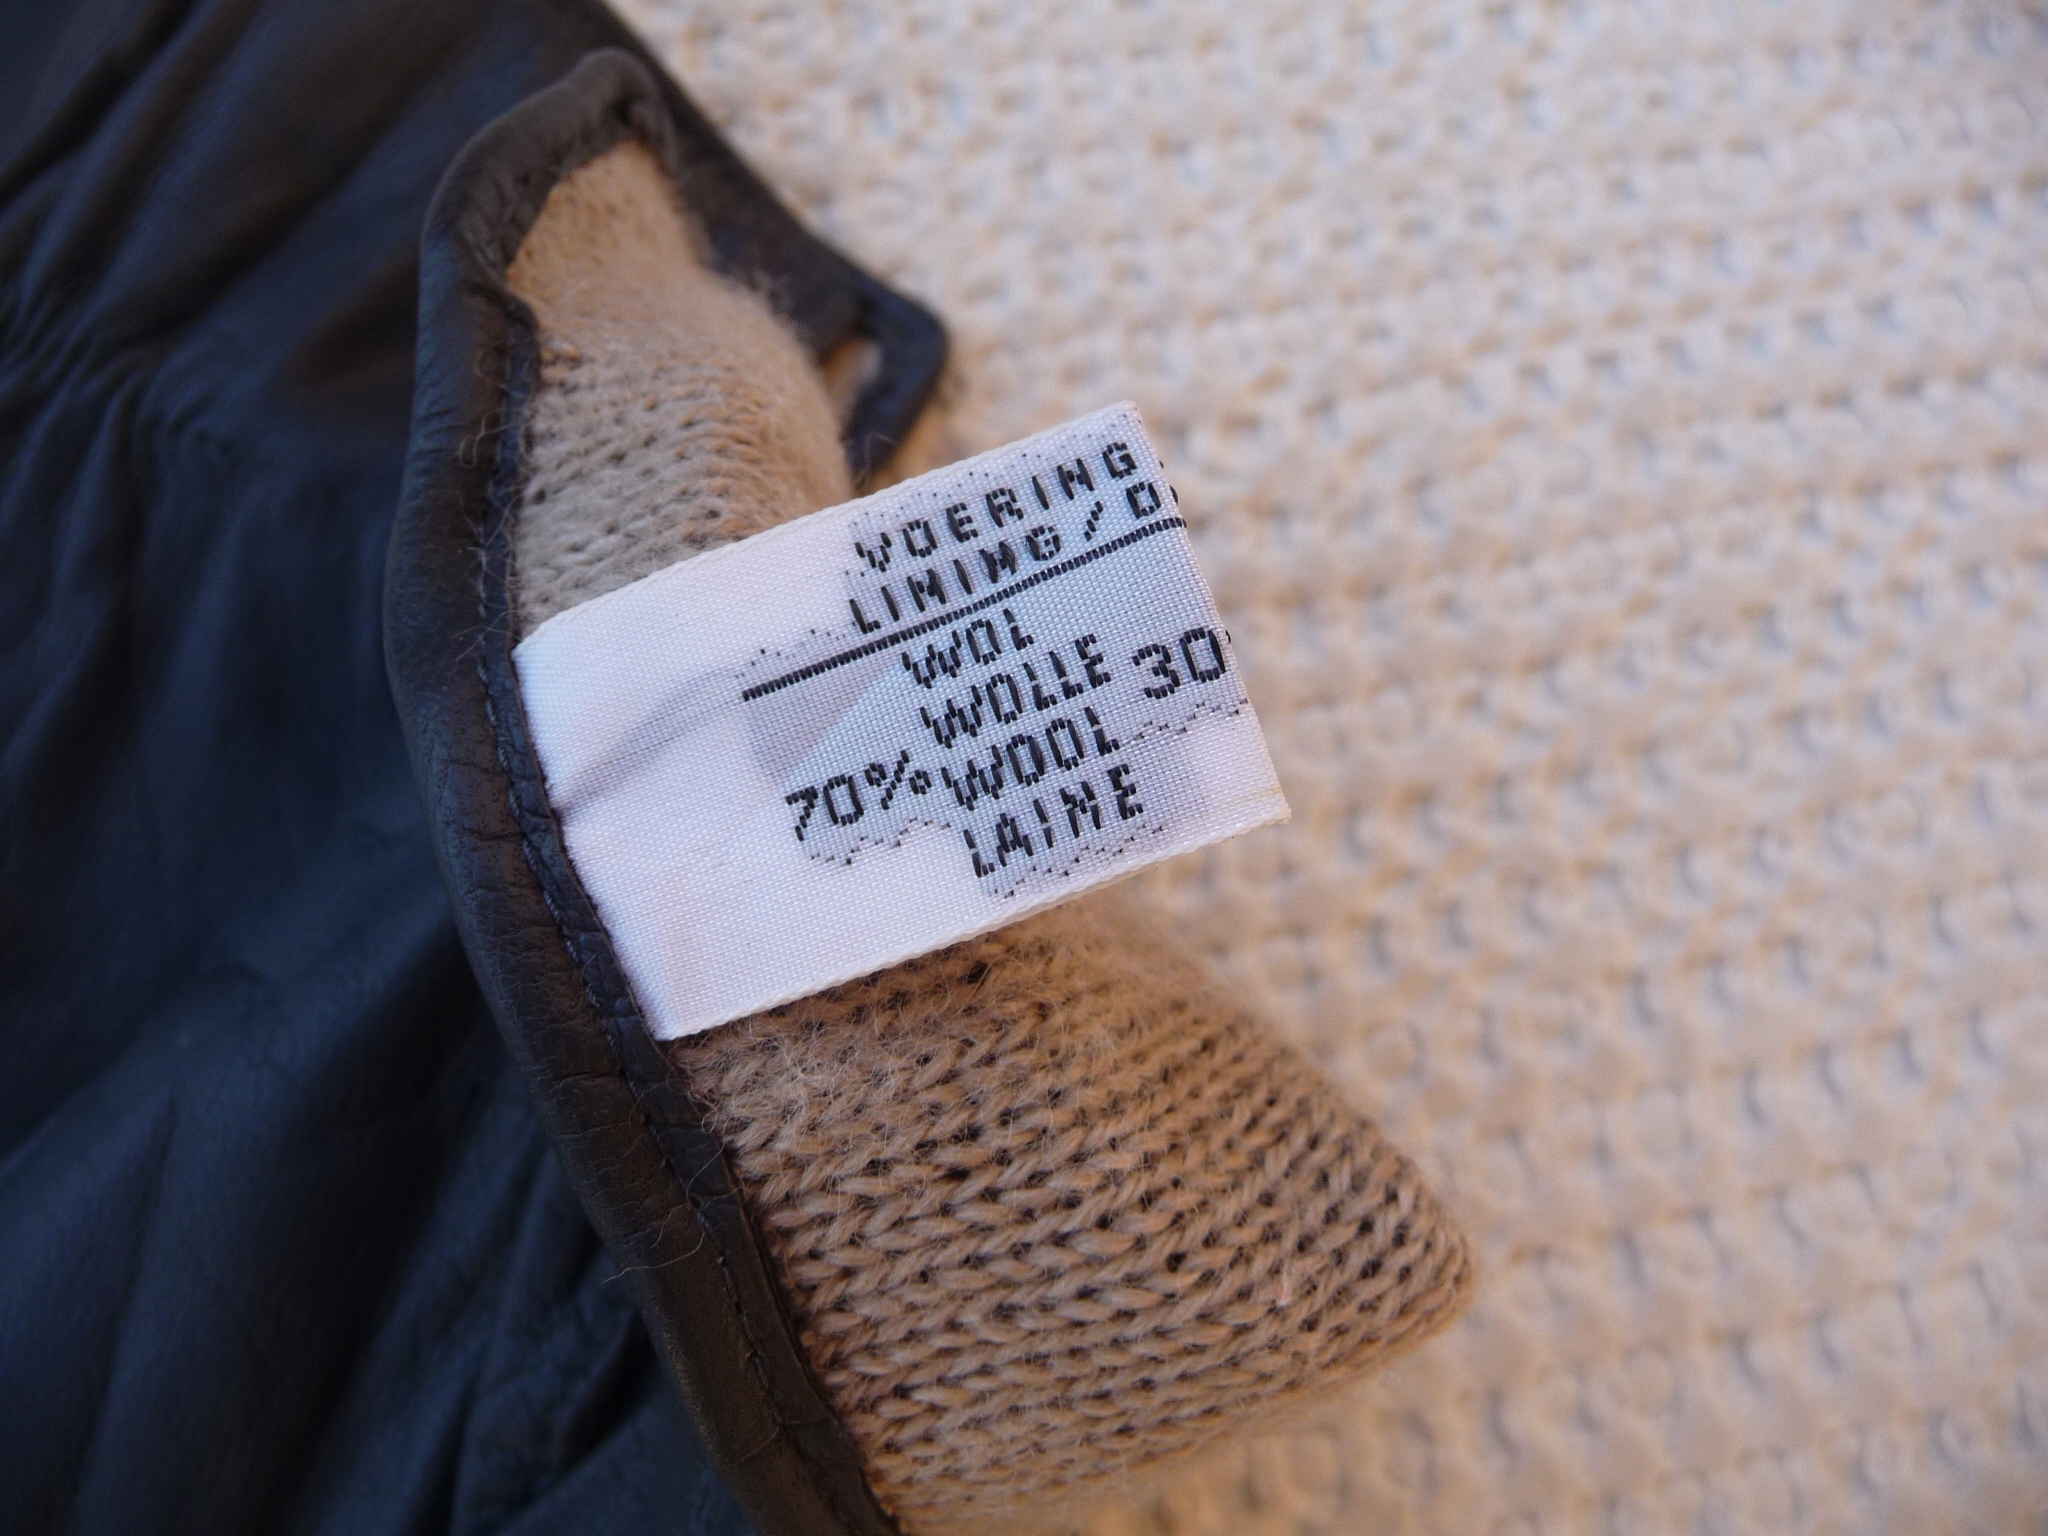 VOERING
LINING/D
WOL
WOLLE 30
70% WOOL
LAINE